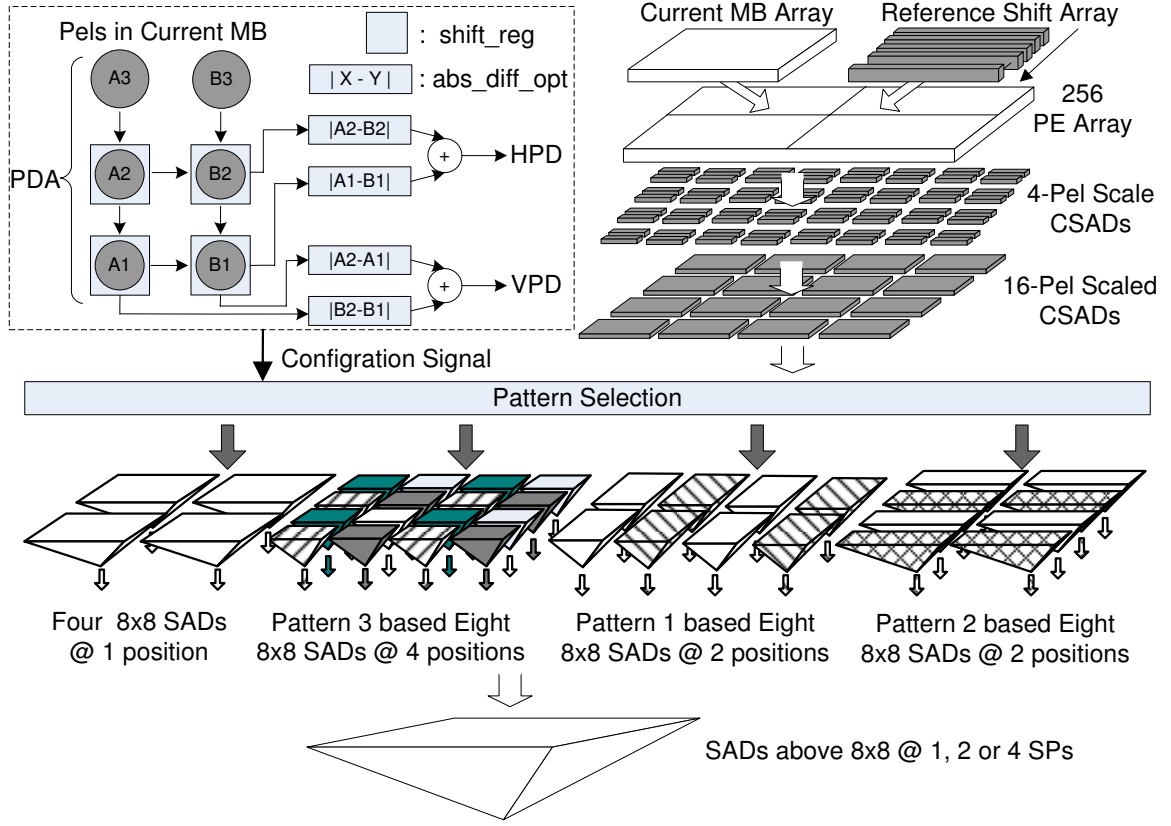 Pels in Current MB
: shift_reg
| X - Y |
: abs_diff_opt
A3
B3
A2
B2
A1
B1
PDA
|A2-B2|
|A1-B1|
|A2-A1|
|B2-B1|
+
+
HPD
VPD
Current MB Array
Reference Shift Array
256
PE Array
4-Pel Scale
CSADs
16-Pel Scaled
CSADs
Configration Signal
Pattern Selection
Four 8x8 SADs
@ 1 position
Pattern 3 based Eight
8x8 SADs @ 4 positions
Pattern 1 based Eight
8x8 SADs @ 2 positions
Pattern 2 based Eight
8x8 SADs @ 2 positions
SADs above 8x8 @ 1, 2 or 4 SPs